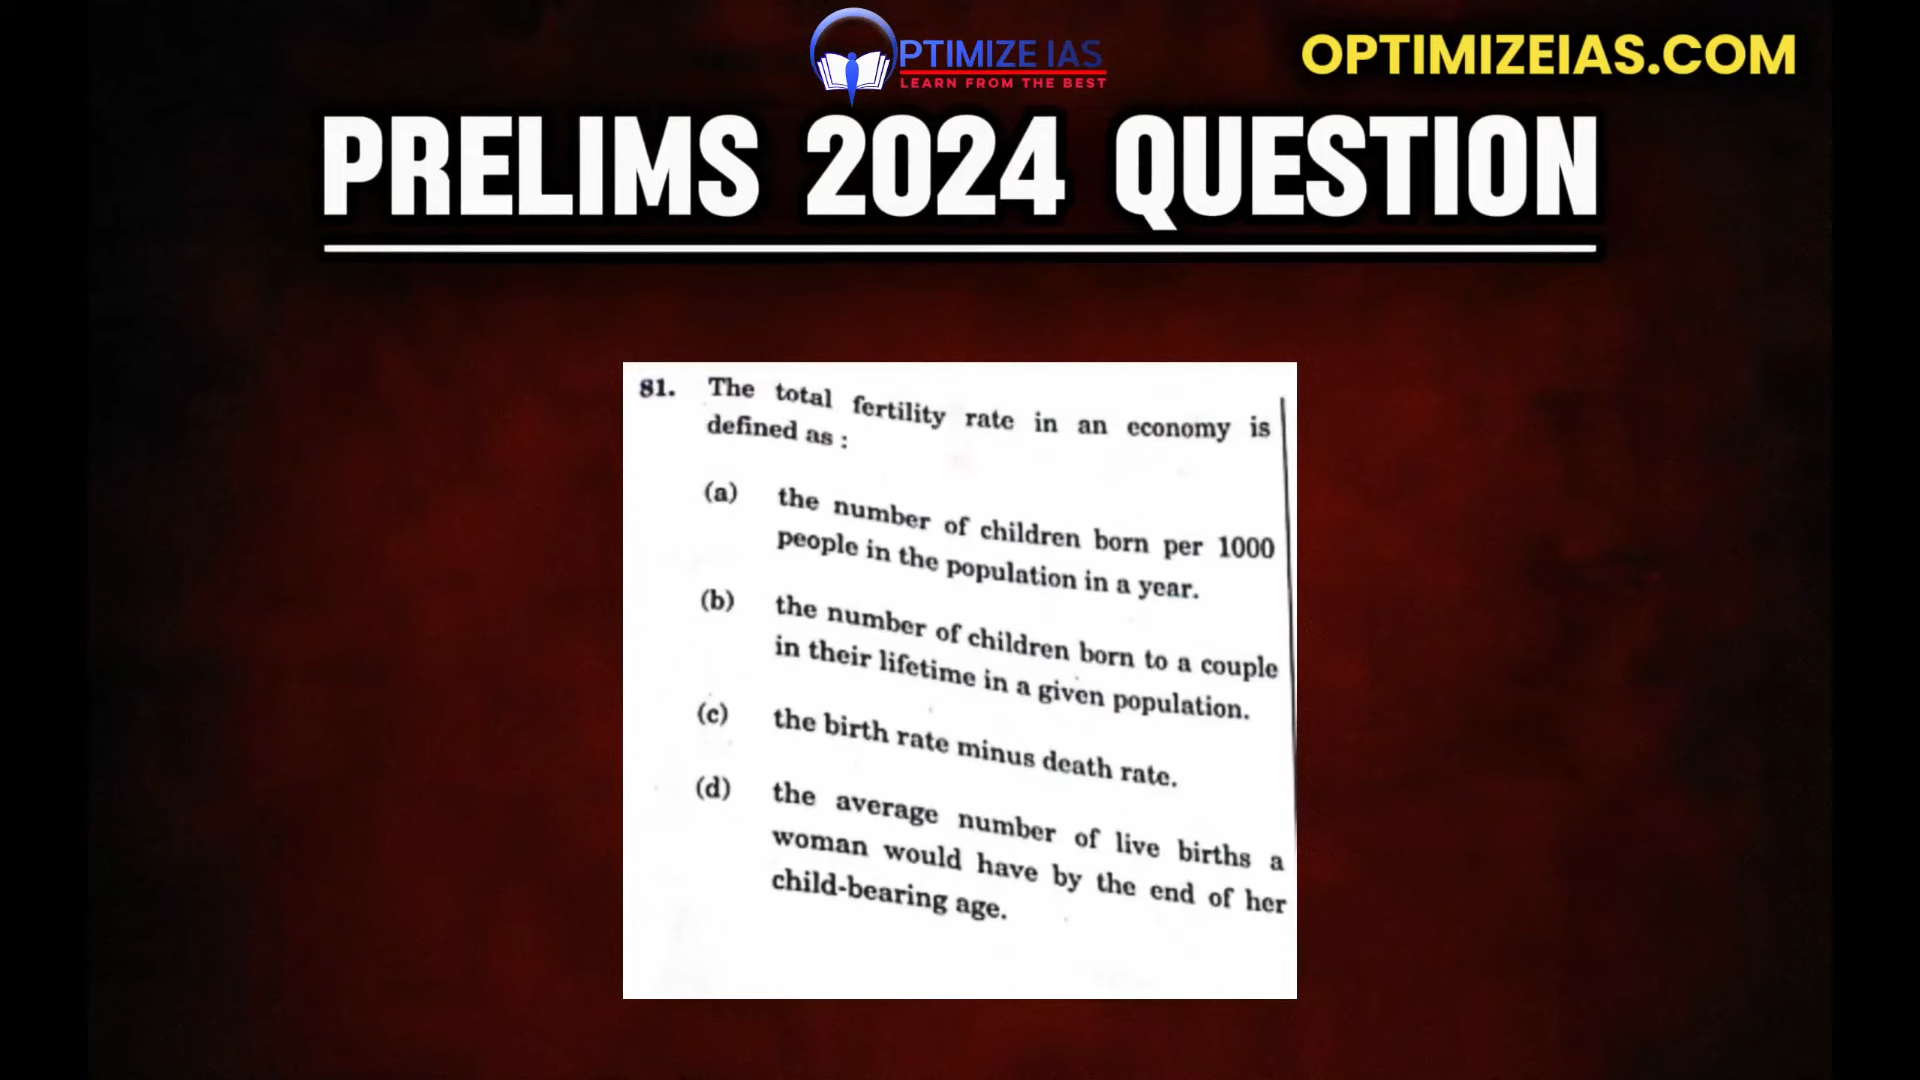 PTIMIZE IAS
LEARN FROM THE BEST
OPTIMIZEIAS.COM
PRELIMS 2024 QUESTION
81. The total fertility rate in an economy is
defined as :
(a) the number of children born per 1000
people in the population in a year.
(b) the number of children born to a couple
in their lifetime in a given population.
(c) the birth rate minus death rate.
(d) the average number of live births a
woman would have by the end of her
child-bearing age.